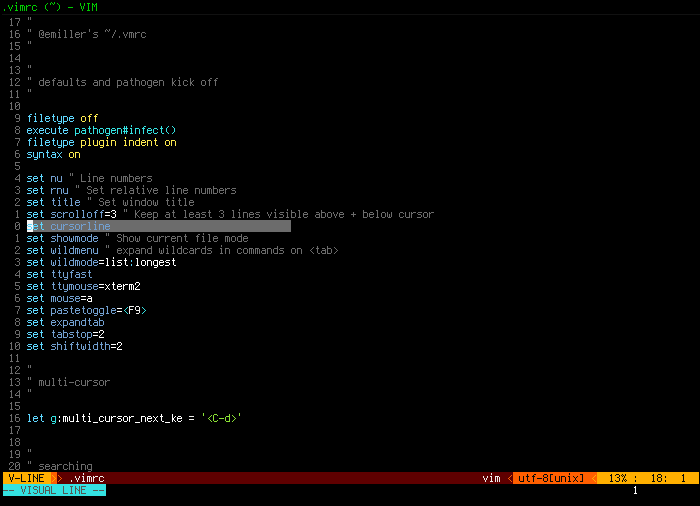 .vimrc (~) - VIM
17 "
16 " @emiller's ~/.vmrc
15 "
14
13 "
12 " defaults and pathogen kick off
11 "
10
9 filetype off
8 execute pathogen#infect()
7 filetype plugin indent on
6 syntax on
5
4 set nu " Line numbers
3 set rnu " Set relative line numbers
2 set title " Set window title
1 set scrolloff=3 " Keep at least 3 lines visible above + below cursor
0 set cursorline
1 set showmode " Show current file mode
2 set wildmenu " expand wildcards in commands on <tab>
3 set wildmode=list:longest
4 set ttyfast
5 set ttymouse=xterm2
6 set mouse=a
7 set pastetoggle=<F9>
8 set expandtab
9 set tabstop=2
10 set shiftwidth=2
11
12 "
13 " multi-cursor
14 "
15
16 let g:multi_cursor_next_ke = '<C-d>'
17
18
19 "
20 " searching
V-LINE > .vimrc vim < utf-8[unix] < 13% : 18: 1
-- VISUAL LINE -- 1